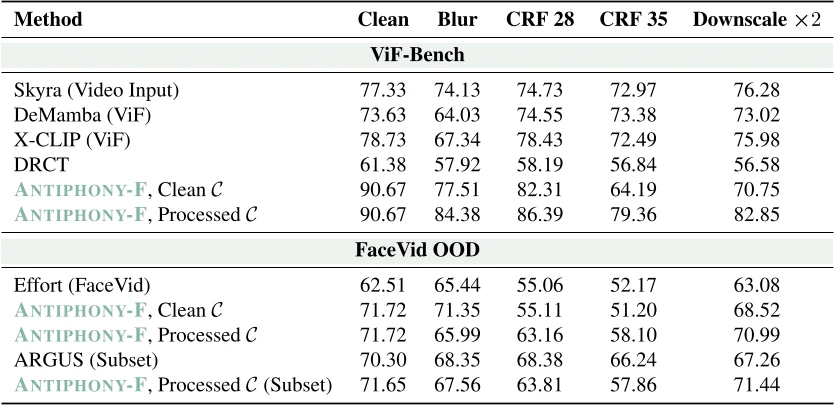 Method Clean Blur CRF 28 CRF 35 Downscale ×2
ViF-Bench
Skyra (Video Input) 77.33 74.13 74.73 72.97 76.28
DeMamba (ViF) 73.63 64.03 74.55 73.38 73.02
X-CLIP (ViF) 78.73 67.34 78.43 72.49 75.98
DRCT 61.38 57.92 58.19 56.84 56.58
ANTIPHONY-F, Clean C 90.67 77.51 82.31 64.19 70.75
ANTIPHONY-F, Processed C 90.67 84.38 86.39 79.36 82.85
FaceVid OOD
Effort (FaceVid) 62.51 65.44 55.06 52.17 63.08
ANTIPHONY-F, Clean C 71.72 71.35 55.11 51.20 68.52
ANTIPHONY-F, Processed C 71.72 65.99 63.16 58.10 70.99
ARGUS (Subset) 70.30 68.35 68.38 66.24 67.26
ANTIPHONY-F, Processed C (Subset) 71.65 67.56 63.81 57.86 71.44